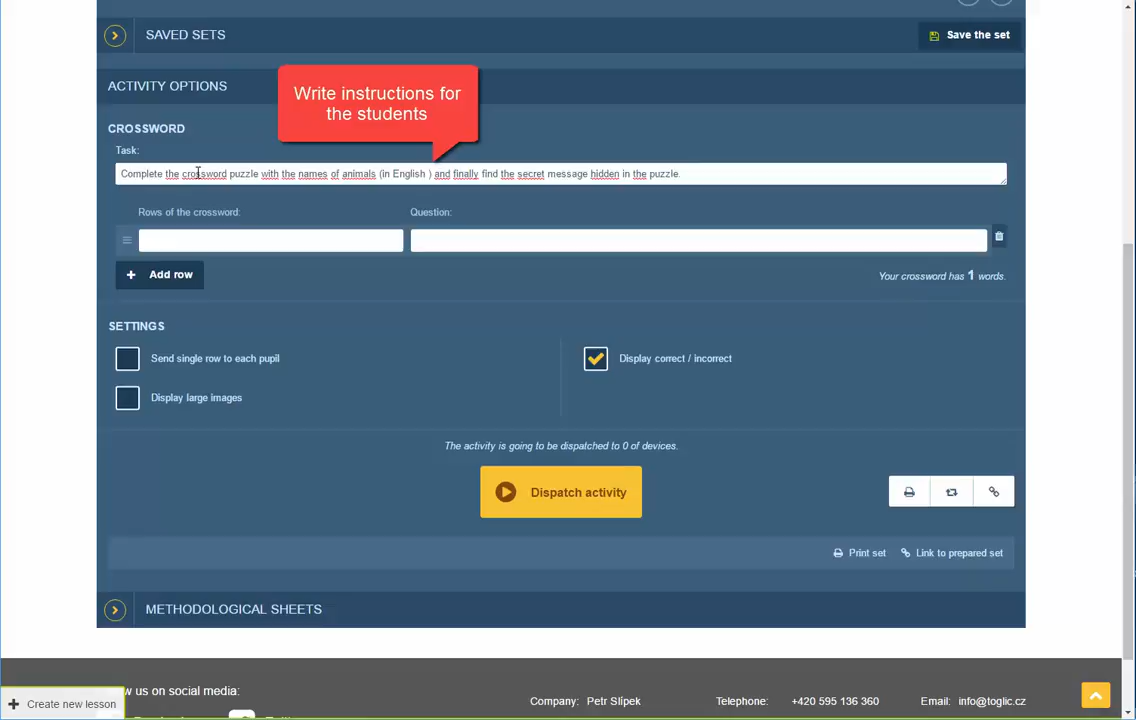 SAVED SETS
Save the set
ACTIVITY OPTIONS
Write instructions for
the students
CROSSWORD
Task:
Complete the crossword puzzle with the names of animals (in English ) and finally find the secret message hidden in the puzzle.
Rows of the crossword:
Question:
Add row
Your crossword has 1 words.
SETTINGS
Send single row to each pupil
Display correct / incorrect
Display large images
The activity is going to be dispatched to 0 of devices.
Dispatch activity
Print set
Link to prepared set
METHODOLOGICAL SHEETS
us on social media:
Company: Petr Slípek
Telephone: +420 595 136 360
Email: info@toglic.cz
Create new lesson